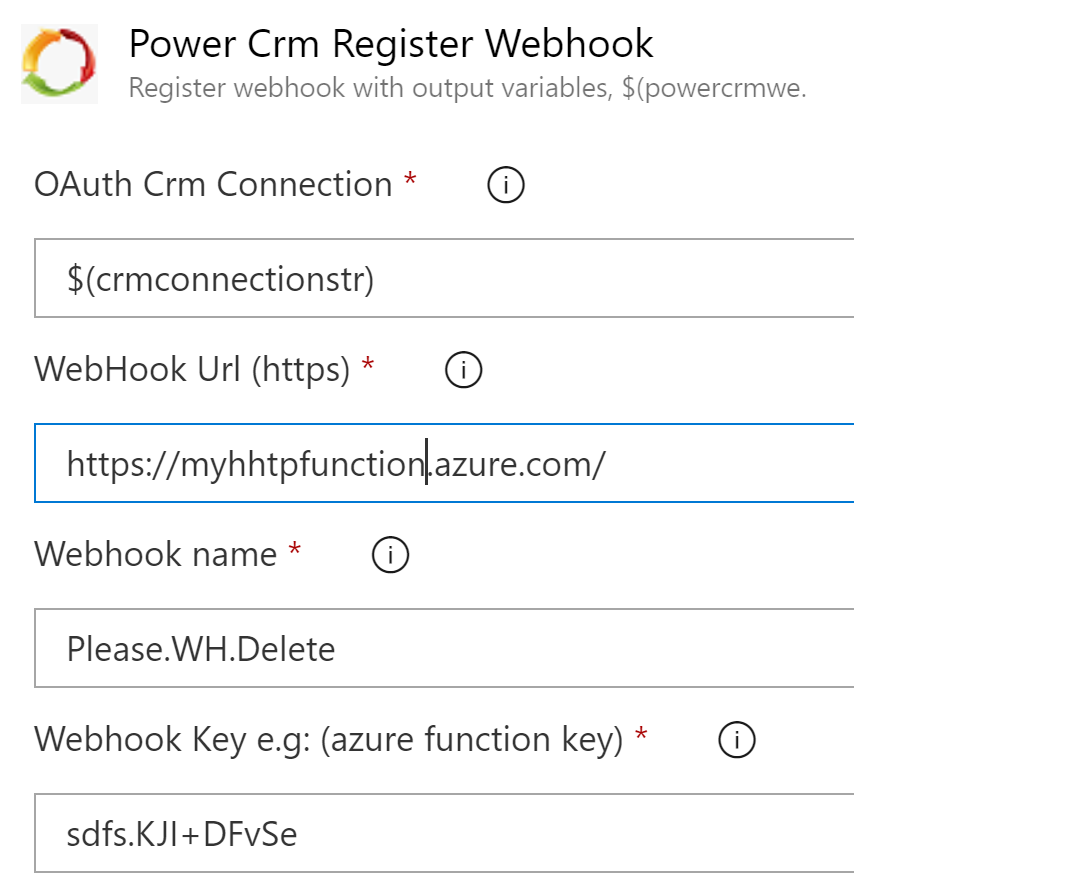 Power Crm Register Webhook
Register webhook with output variables, $(powercrmwe.
OAuth Crm Connection *
$(crmconnectionstr)
WebHook Url (https) *
https://myhhtpfunction.azure.com/
Webhook name *
Please.WH.Delete
Webhook Key e.g: (azure function key) *
sdfs.KJI+DFvSe